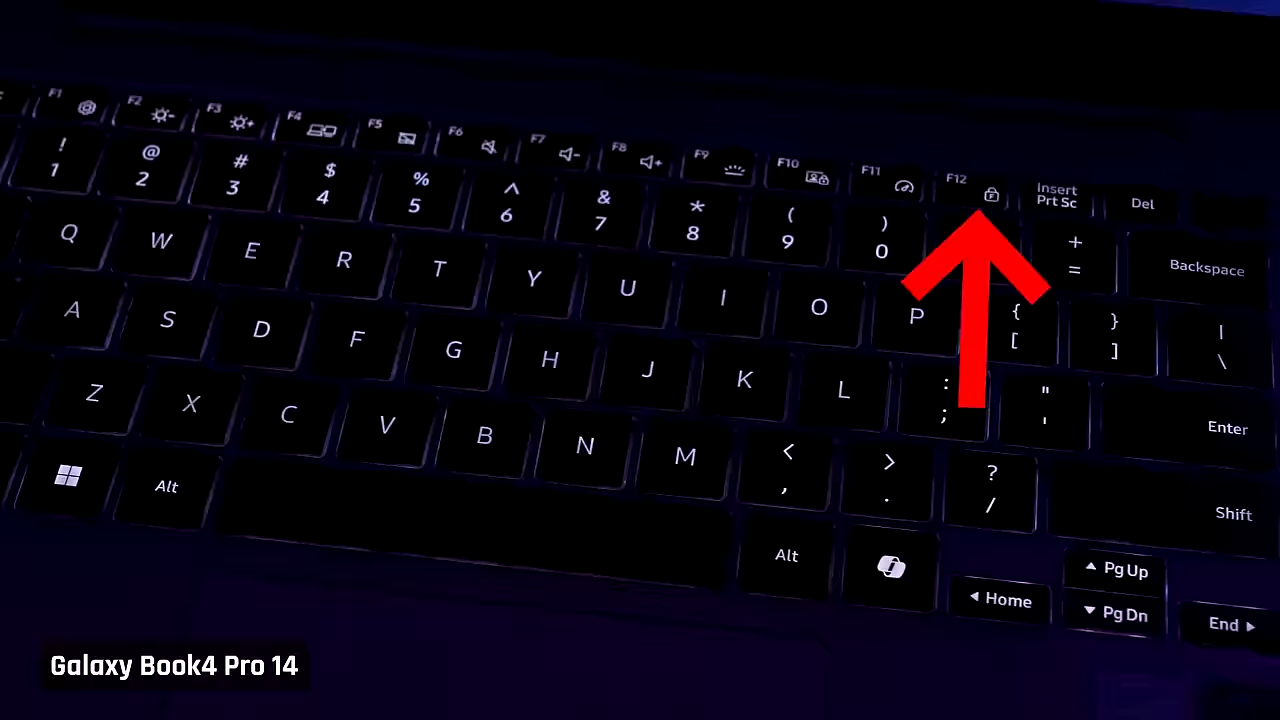 F1 F2 F3 F4 F5 F6 F7 F8 F9 F10 F11 F12 Insert Prt Sc Del
! 1 @ 2 # 3 $ 4 % 5 ^ 6 & 7 * 8 ( 9 ) 0 + = Backspace
Q W E R T Y U I O P { [ } ] | \
A S D F G H J K L : ; " ' Enter
Z X C V B N M < , > . ? / Shift
Alt Alt Home Pg Up Pg Dn End
Galaxy Book4 Pro 14